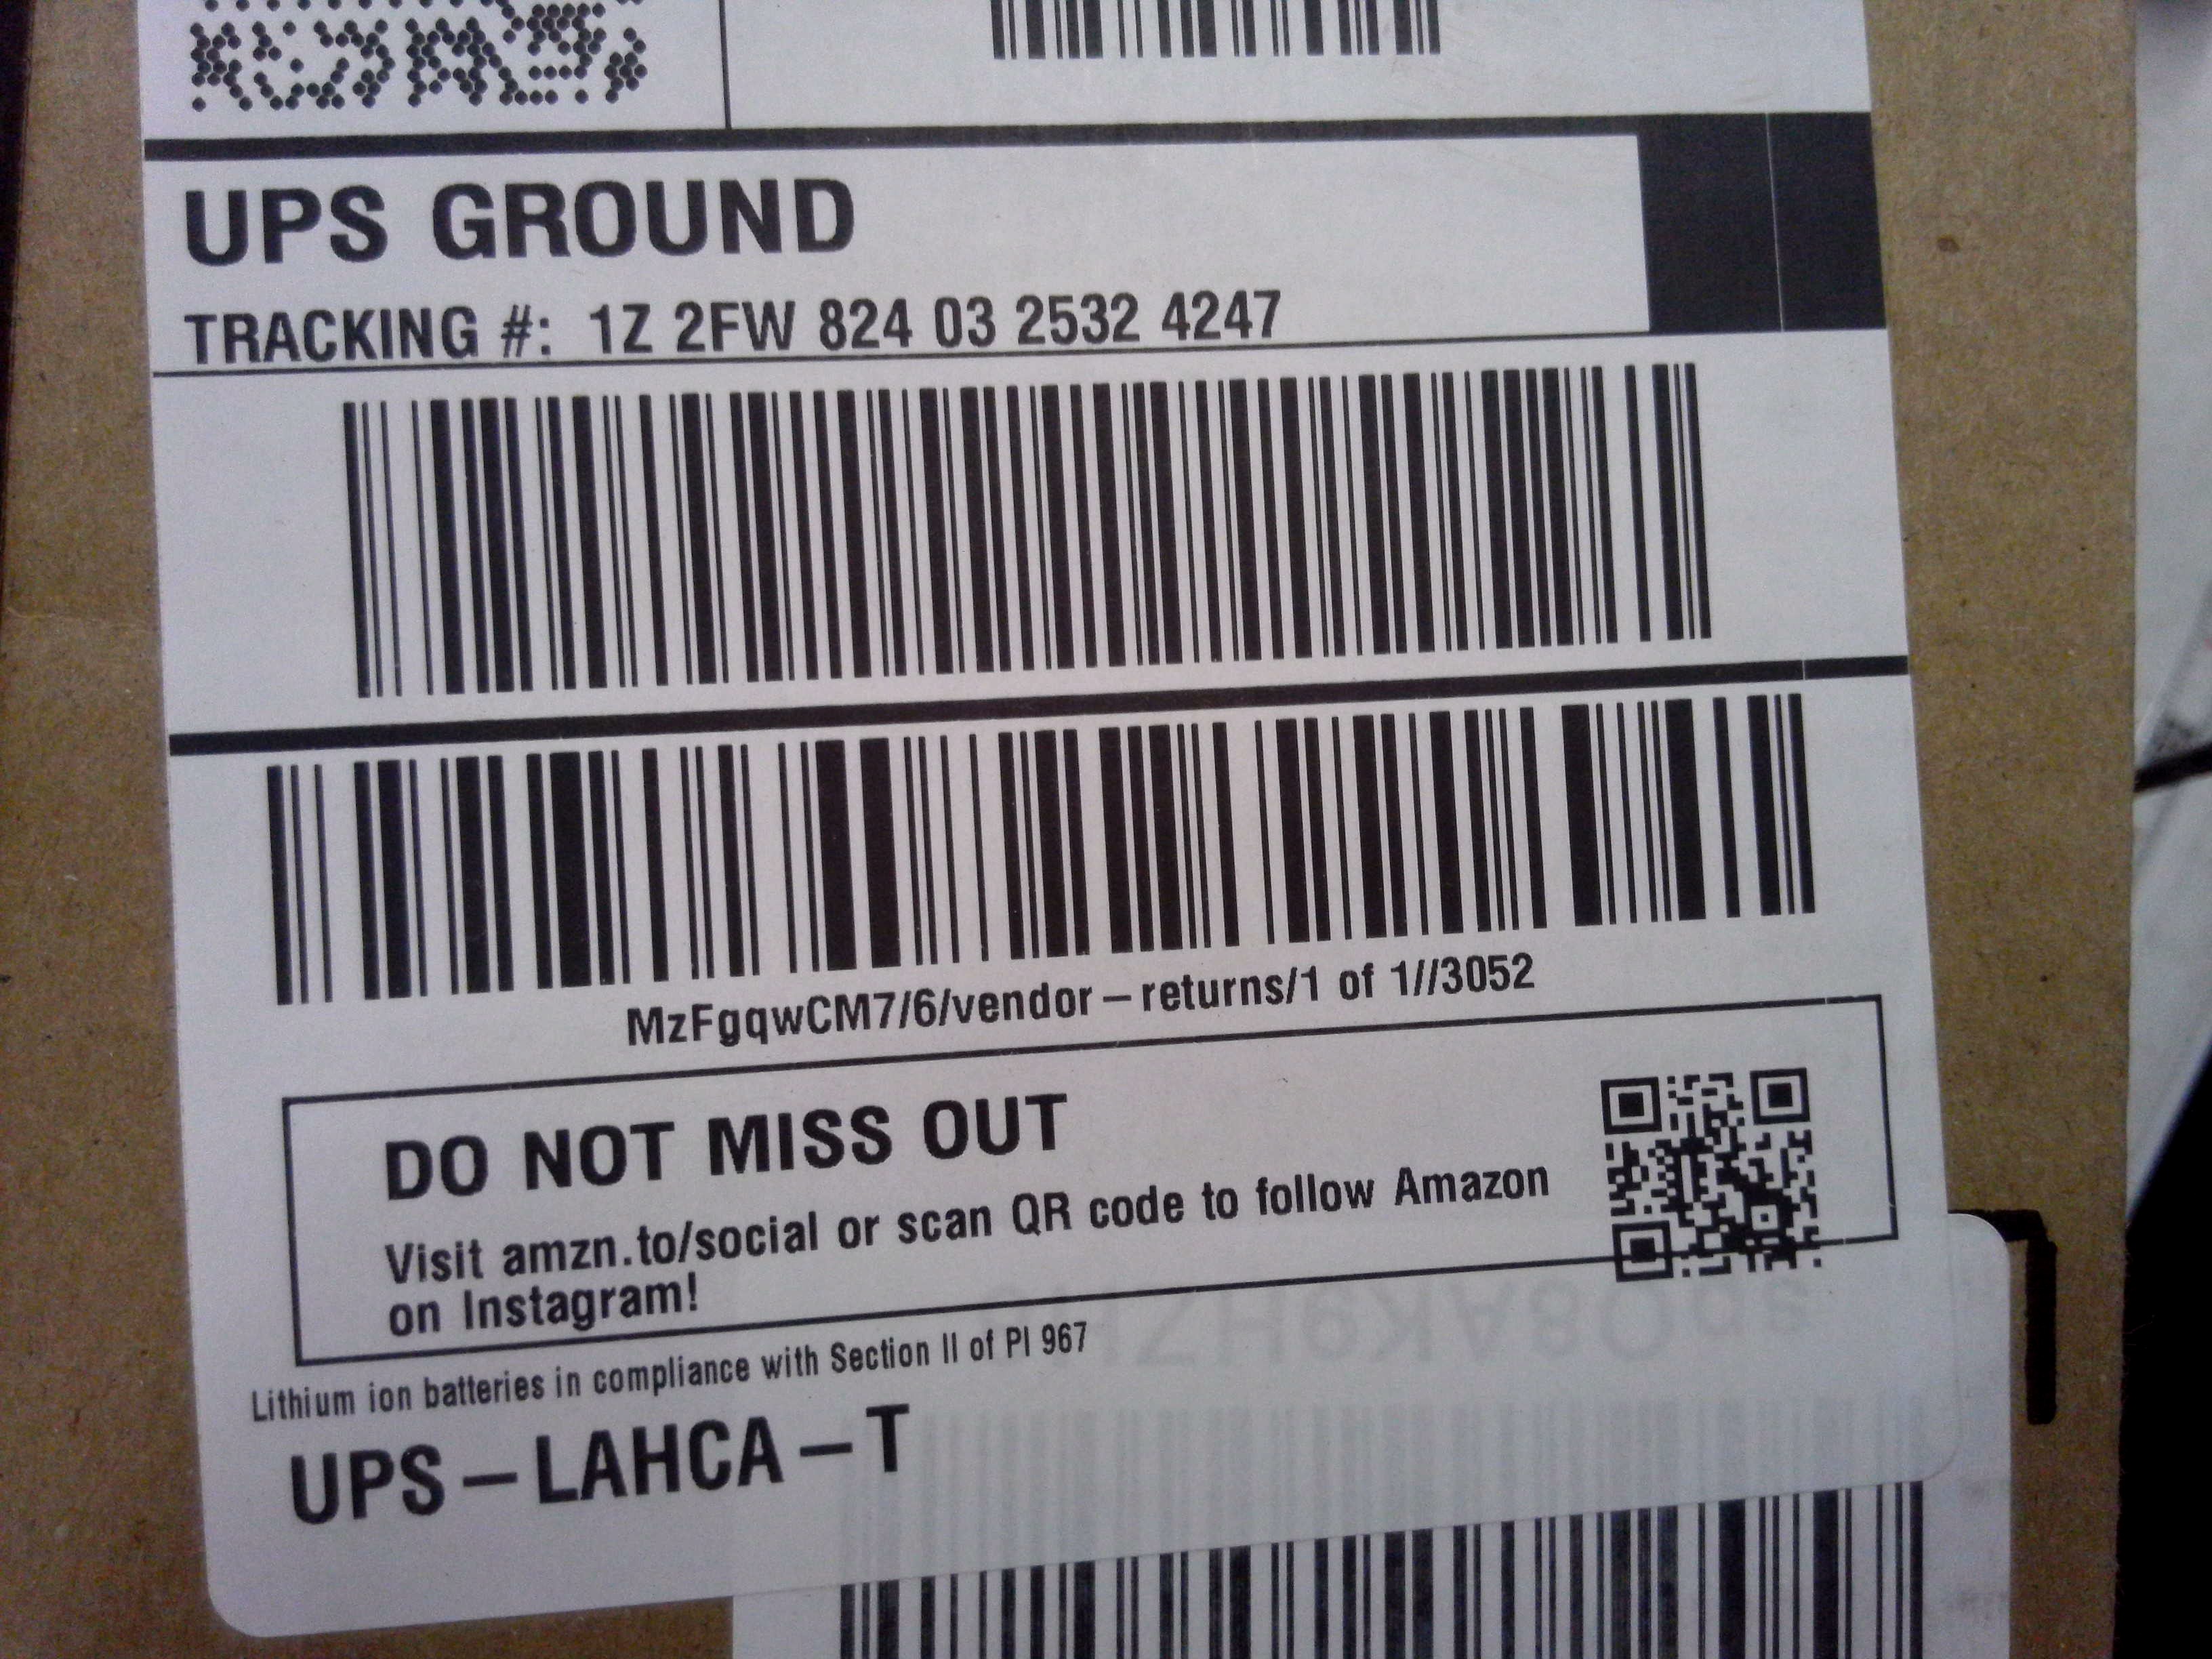 UPS GROUND
TRACKING #: 1Z 2FW 824 03 2532 4247
MzFgqwCM7/6/vendor-returns/1 of 1//3052
DO NOT MISS OUT
Visit amzn.to/social or scan QR code to follow Amazon
on Instagram!
Lithium ion batteries in compliance with Section II of PI 967
UPS-LAHCA-T